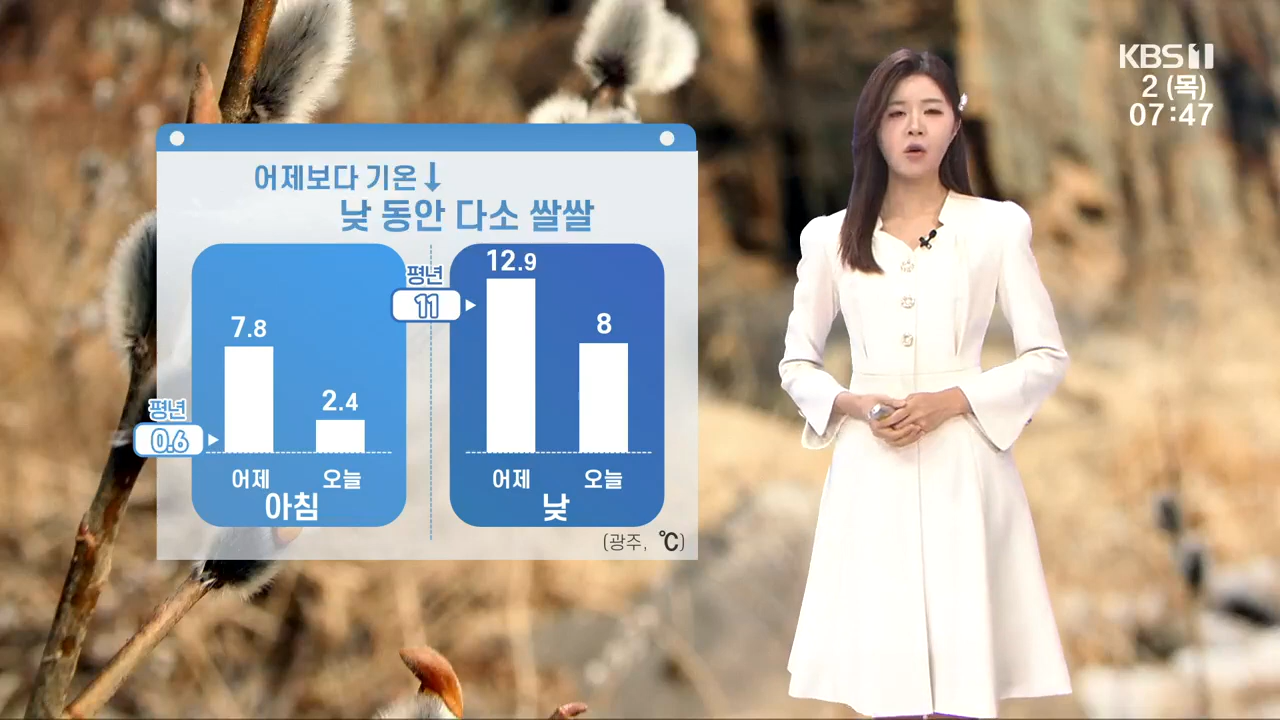 KBS 1
2 (목)
07:47
어제보다 기온↓
낮 동안 다소 쌀쌀
평년
11
12.9
8
7.8
2.4
평년
0.6
어제
오늘
아침
어제
오늘
낮
(광주, ℃)